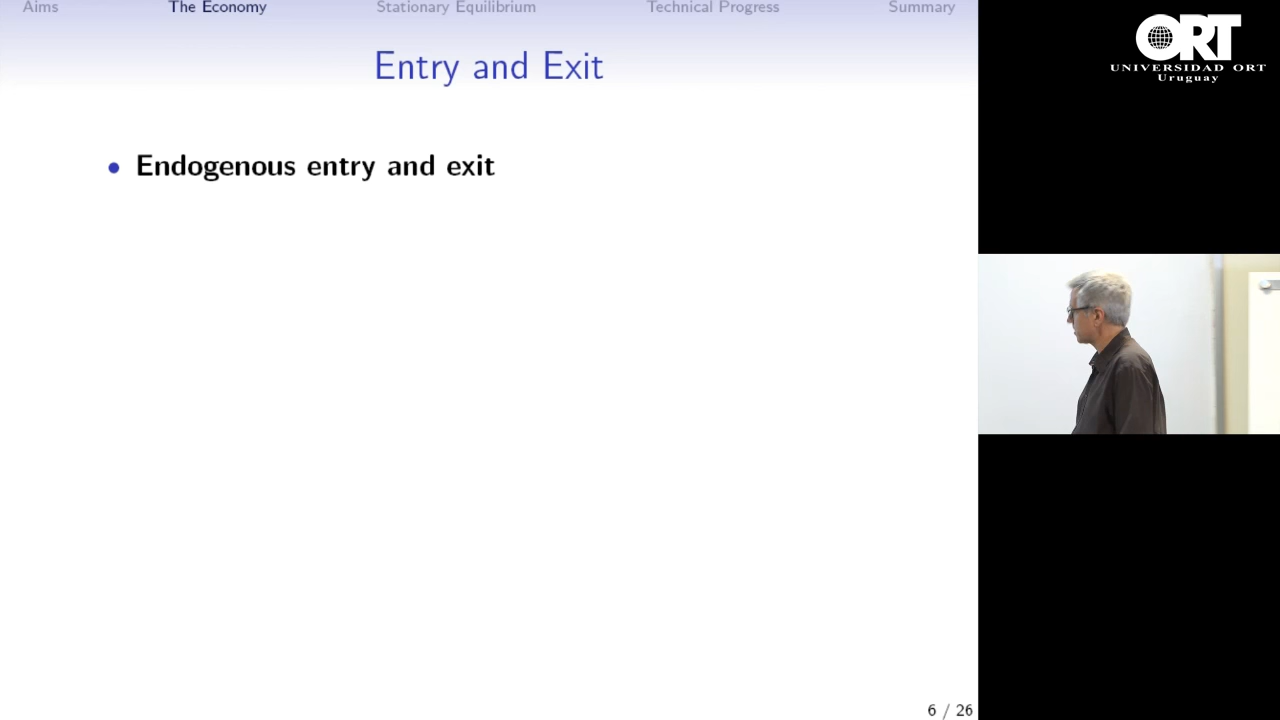 Aims The Economy Stationary Equilibrium Technical Progress Summary
Entry and Exit
• Endogenous entry and exit
6 / 26
ORT
UNIVERSIDAD ORT
Uruguay